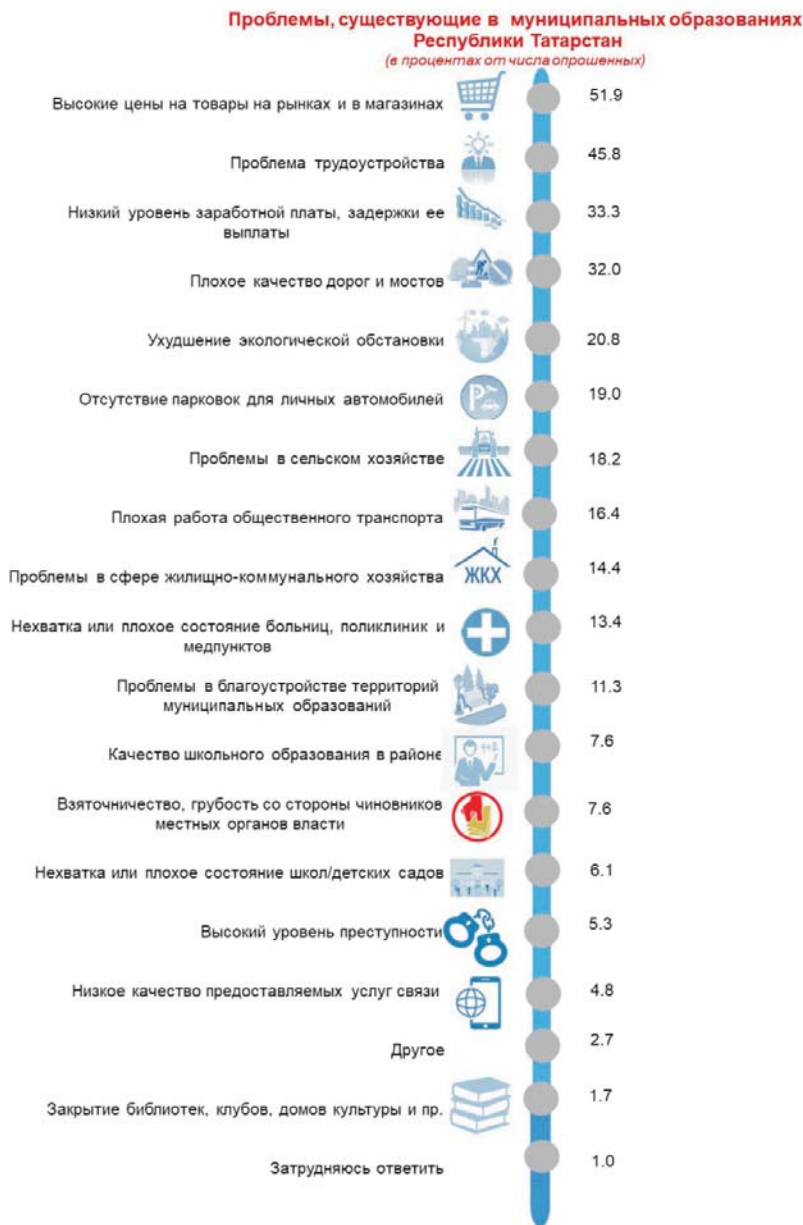 Проблемы, существующие в муниципальных образованиях
Республики Татарстан
(в процентах от числа опрошенных)
Высокие цены на товары на рынках и в магазинах 51.9
Проблема трудоустройства 45.8
Низкий уровень заработной платы, задержки ее
выплаты 33.3
Плохое качество дорог и мостов 32.0
Ухудшение экологической обстановки 20.8
Отсутствие парковок для личных автомобилей P 19.0
Проблемы в сельском хозяйстве 18.2
Плохая работа общественного транспорта 16.4
Проблемы в сфере жилищно-коммунального хозяйства ЖКХ 14.4
Нехватка или плохое состояние больниц, поликлиник и
медпунктов 13.4
Проблемы в благоустройстве территорий
муниципальных образований 11.3
Качество школьного образования в районе 7.6
Взяточничество, грубость со стороны чиновников
местных органов власти 7.6
Нехватка или плохое состояние школ/детских садов 6.1
Высокий уровень преступности 5.3
Низкое качество предоставляемых услуг связи 4.8
Другое 2.7
Закрытие библиотек, клубов, домов культуры и пр. 1.7
Затрудняюсь ответить 1.0